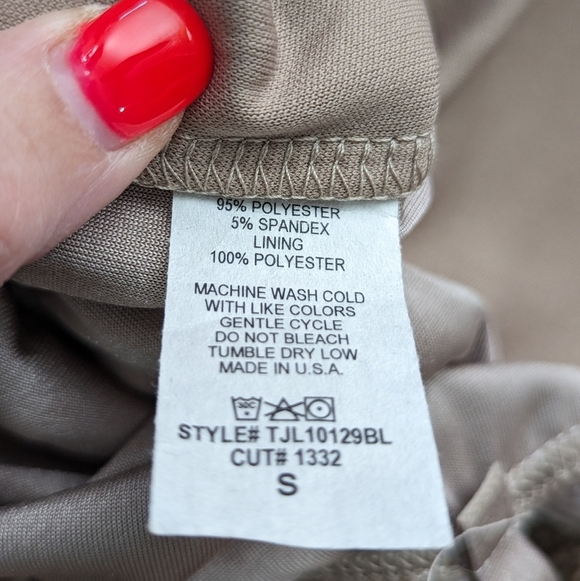 95% POLYESTER
5% SPANDEX
LINING
100% POLYESTER
MACHINE WASH COLD
WITH LIKE COLORS
GENTLE CYCLE
DO NOT BLEACH
TUMBLE DRY LOW
MADE IN U.S.A.
30C
STYLE# TJL10129BL
CUT# 1332
S